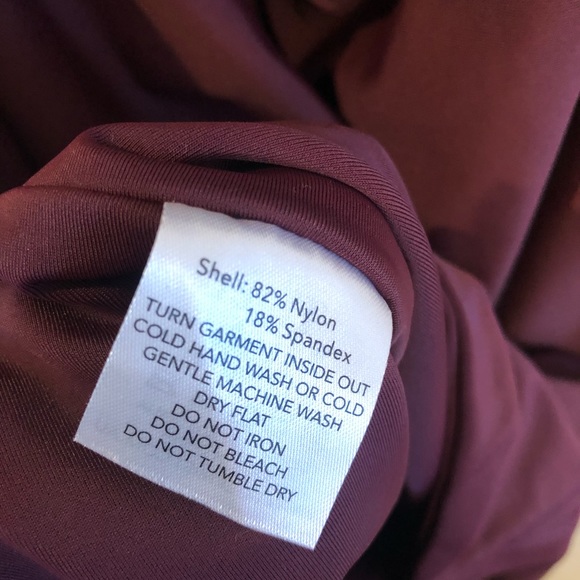 Shell: 82% Nylon
18% Spandex
TURN GARMENT INSIDE OUT
COLD HAND WASH OR COLD
GENTLE MACHINE WASH
DRY FLAT
DO NOT IRON
DO NOT BLEACH
DO NOT TUMBLE DRY